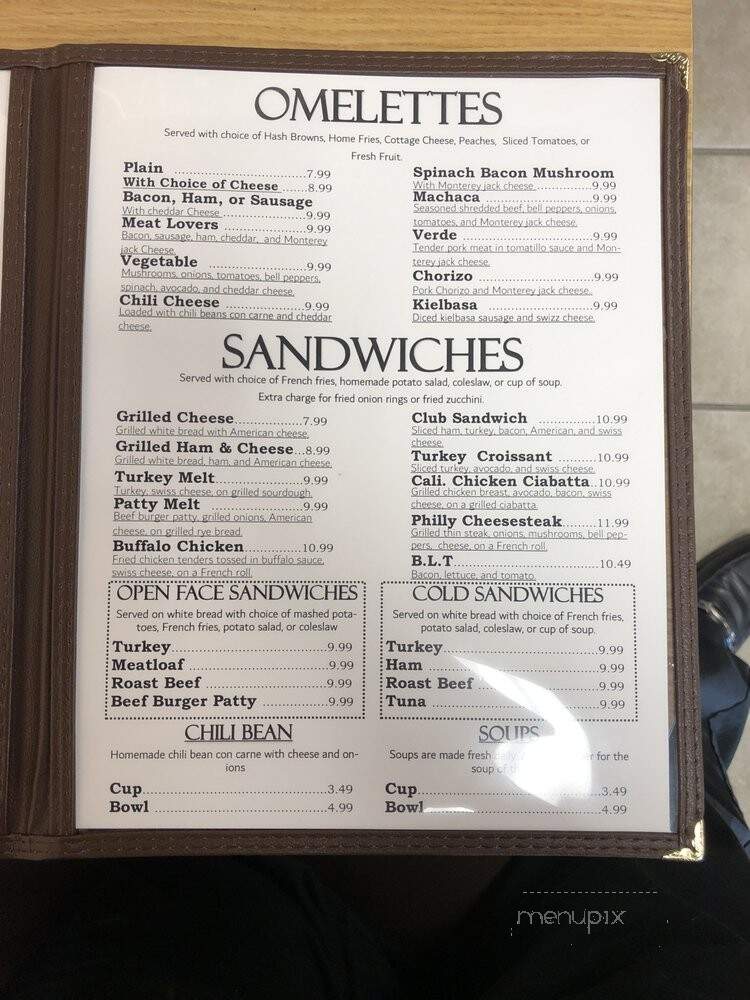 OMELETTES
Served with choice of Hash Browns, Home Fries, Cottage Cheese, Peaches, Sliced Tomatoes, or
Fresh Fruit.
Plain ................................7.99
With Choice of Cheese ......8.99
Bacon, Ham, or Sausage
With cheddar Cheese ....................9.99
Meat Lovers ....................9.99
Bacon, sausage, ham, cheddar, and Monterey
jack Cheese.
Vegetable ........................9.99
Mushrooms, onions, tomatoes, bell peppers,
spinach, avocado, and cheddar cheese.
Chili Cheese ...................9.99
Loaded with chili beans con carne and cheddar
cheese.
Spinach Bacon Mushroom
With Monterey jack cheese..............9.99
Machaca ..........................9.99
Seasoned shredded beef, bell peppers, onions,
tomatoes, and Monterey jack cheese.
Verde ...............................9.99
Tender pork meat in tomatillo sauce and Mon-
terey jack cheese.
Chorizo ...........................9.99
Pork Chorizo and Monterey jack cheese.
Kielbasa ..........................9.99
Diced kielbasa sausage and swizz cheese.
SANDWICHES
Served with choice of French fries, homemade potato salad, coleslaw, or cup of soup.
Extra charge for fried onion rings or fried zucchini.
Grilled Cheese................7.99
Grilled white bread with American cheese.
Grilled Ham & Cheese...8.99
Grilled white bread, ham, and American cheese.
Turkey Melt.....................9.99
Turkey, swiss cheese, on grilled sourdough.
Patty Melt .....................9.99
Beef burger patty, grilled onions, American
cheese, on grilled rye bread.
Buffalo Chicken..............10.99
Fried chicken tenders tossed in buffalo sauce,
swiss cheese, on a French roll.
Club Sandwich ..............10.99
Sliced ham, turkey, bacon, American, and swiss
cheese.
Turkey Croissant ..........10.99
Sliced turkey, avocado, and swiss cheese.
Cali. Chicken Ciabatta..10.99
Grilled chicken breast, avocado, bacon, swiss
cheese, on a grilled ciabatta.
Philly Cheesesteak.........11.99
Grilled thin steak, onions, mushrooms, bell pep-
pers, cheese, on a French roll.
B.L.T................................10.49
Bacon, lettuce, and tomato.
OPEN FACE SANDWICHES
Served on white bread with choice of mashed pota-
toes, French fries, potato salad, or coleslaw
Turkey..................................9.99
Meatloaf ...............................9.99
Roast Beef ............................9.99
Beef Burger Patty ................9.99
COLD SANDWICHES
Served on white bread with choice of French fries,
potato salad, coleslaw, or cup of soup.
Turkey..................................9.99
Ham .....................................9.99
Roast Beef ...........................9.99
Tuna .....................................9.99
CHILI BEAN
Homemade chili bean con carne with cheese and on-
ions
Cup.......................................3.49
Bowl .....................................4.99
SOUPS
Soups are made fresh for the
soup of
Cup.......................................3.49
Bowl.....................................4.99
menupix